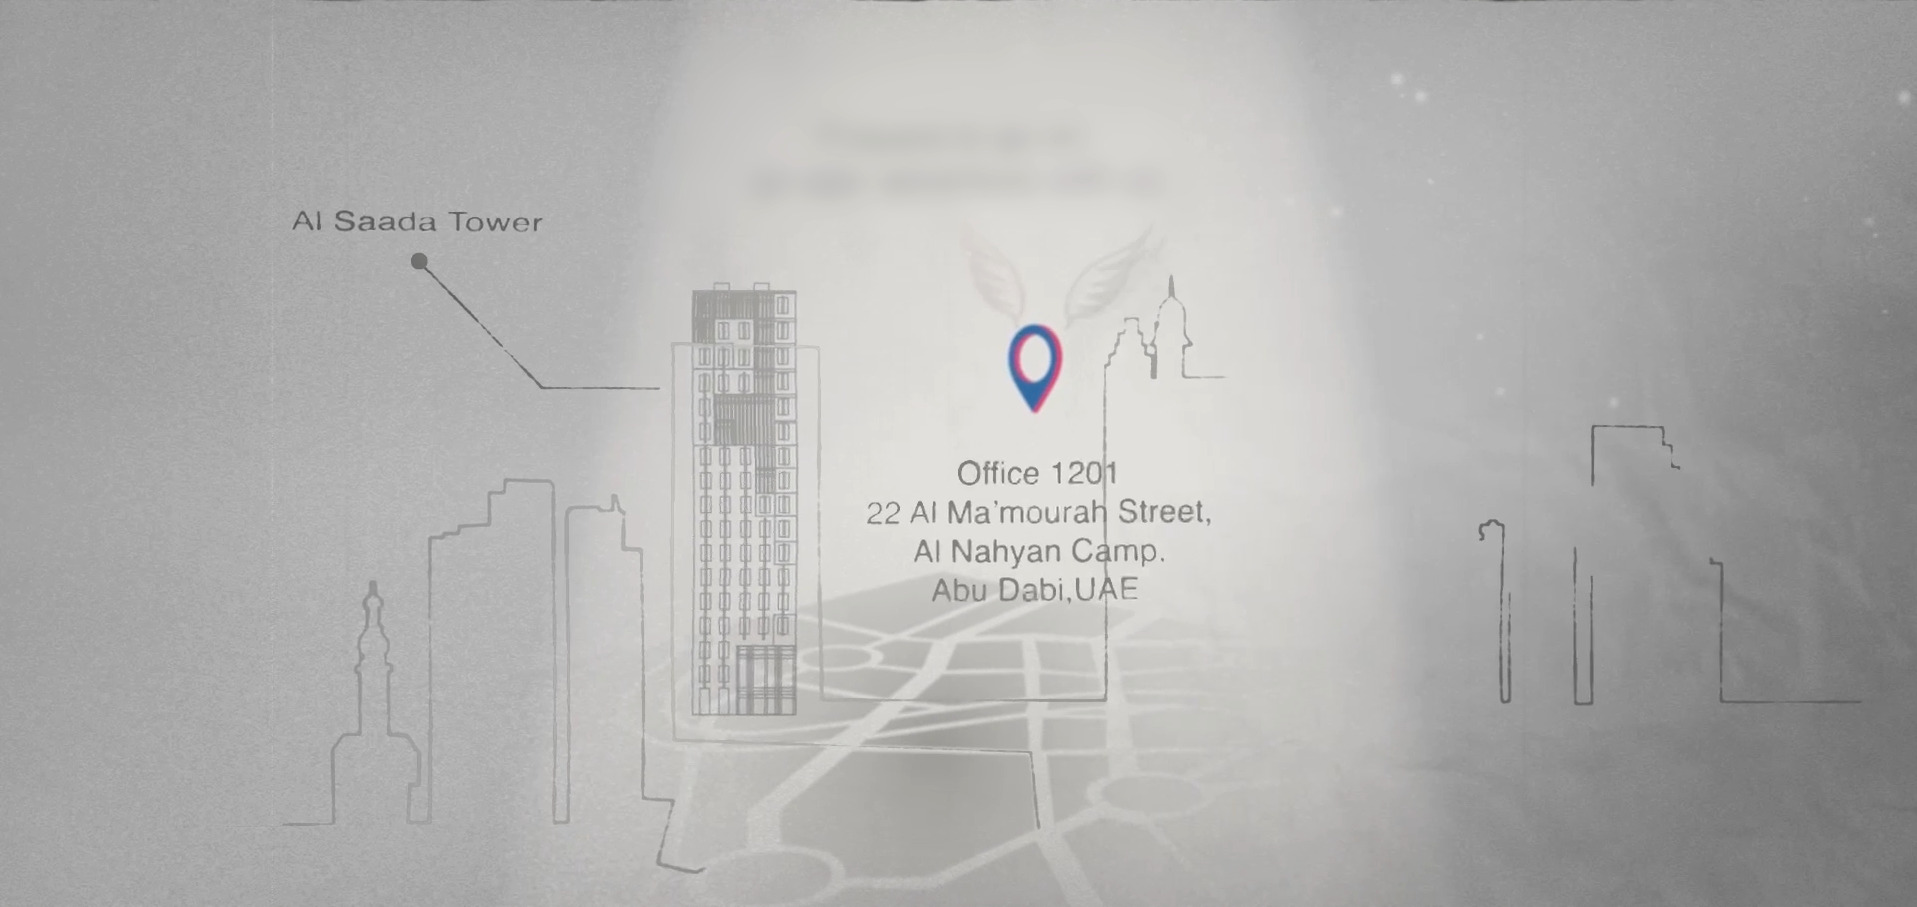 Al Saada Tower
Office 1201
22 Al Ma'mourah Street,
Al Nahyan Camp.
Abu Dabi,UAE